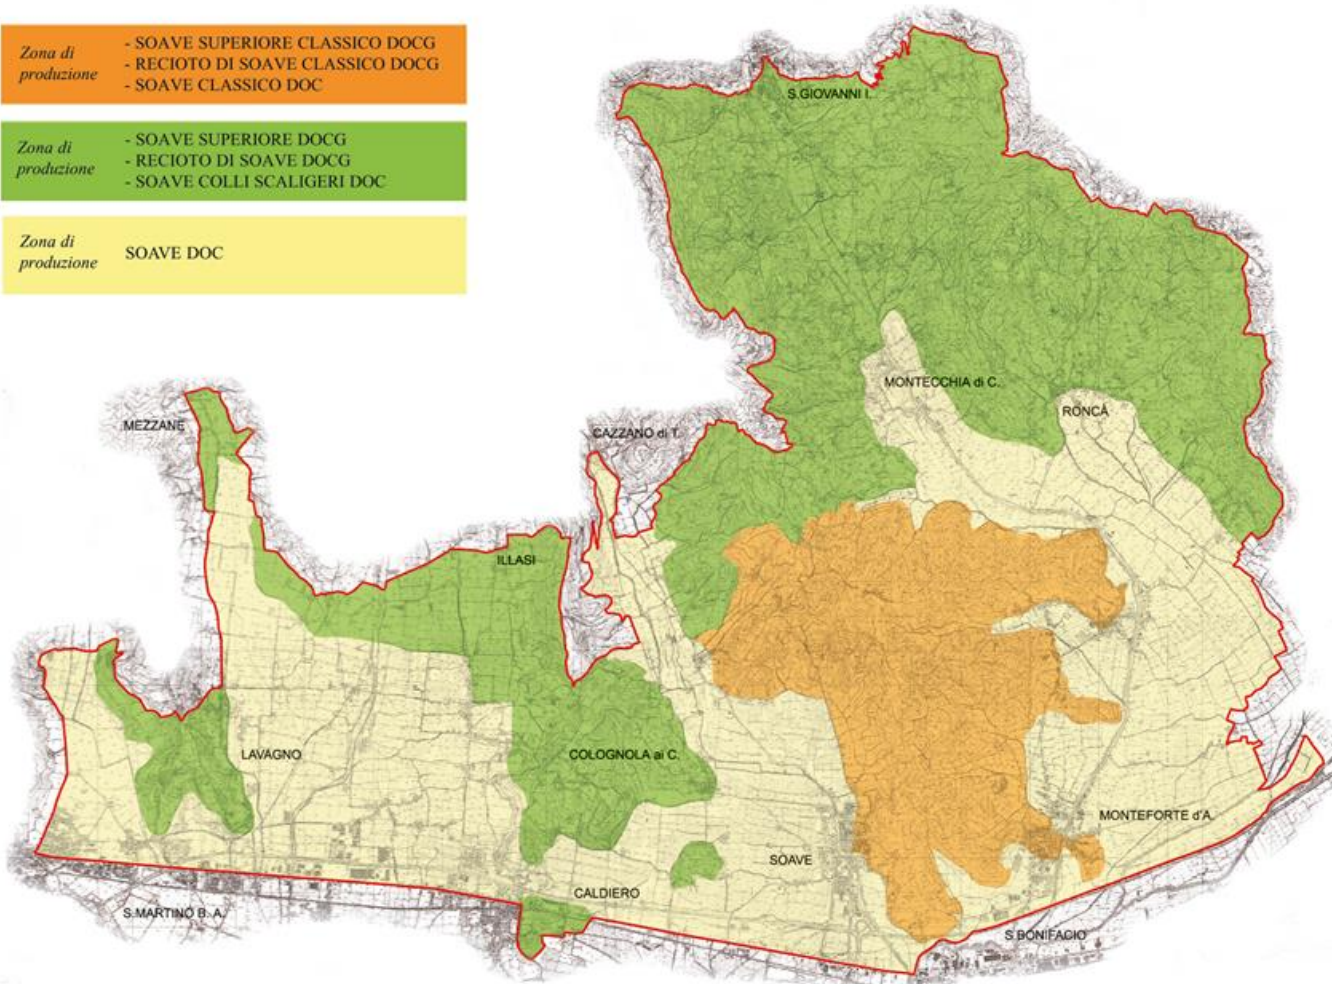 Zona di
produzione
- SOAVE SUPERIORE CLASSICO DOCG
- RECIOTO DI SOAVE CLASSICO DOCG
- SOAVE CLASSICO DOC
Zona di
produzione
- SOAVE SUPERIORE DOCG
- RECIOTO DI SOAVE DOCG
- SOAVE COLLI SCALIGERI DOC
Zona di
produzione
SOAVE DOC
S.GIOVANNI I.
MONTECCHIA di C.
RONCÀ
MEZZANE
CAZZANO di T.
ILLASI
LAVAGNO
COLOGNOLA ai C.
MONTEFORTE d'A.
SOAVE
CALDIERO
S.MARTINO B. A.
S.BONIFACIO